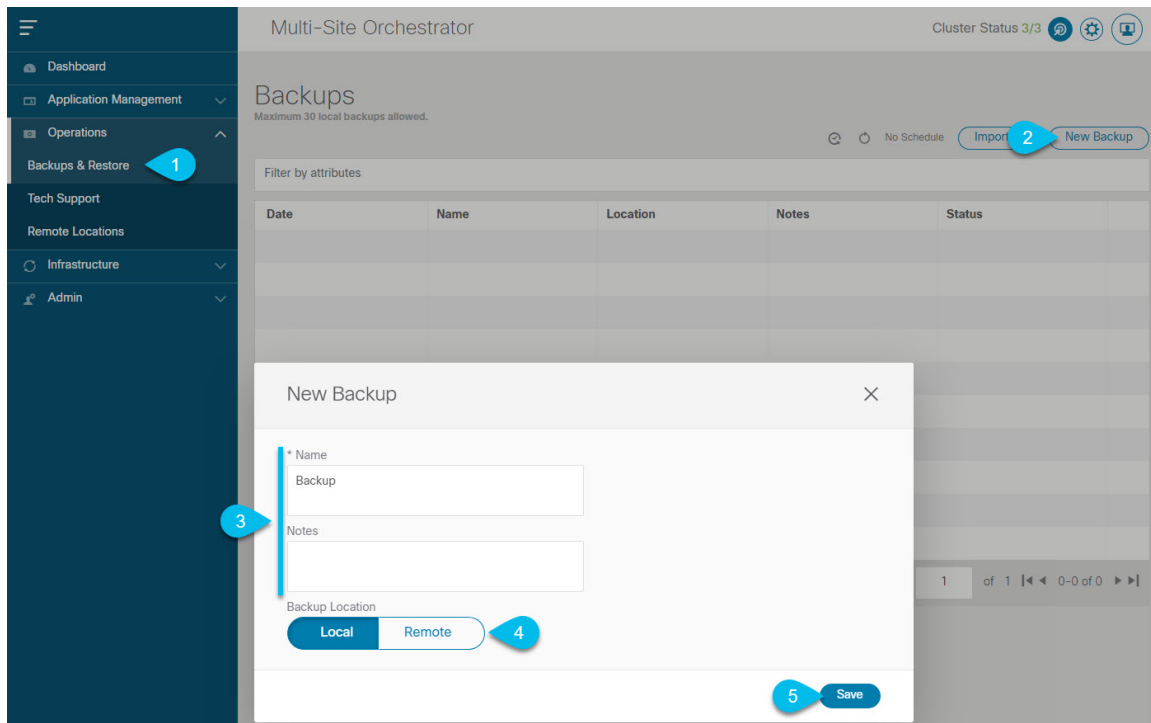 Multi-Site Orchestrator
Cluster Status 3/3
Dashboard
Application Management
Operations
Backups & Restore
1
Tech Support
Remote Locations
Infrastructure
Admin
Backups
Maximum 30 local backups allowed.
No Schedule
Import
2
New Backup
Filter by attributes
Date Name Location Notes Status
New Backup
* Name
Backup
3
Notes
Backup Location
Local Remote
4
5
Save
1 of 1 0-0 of 0